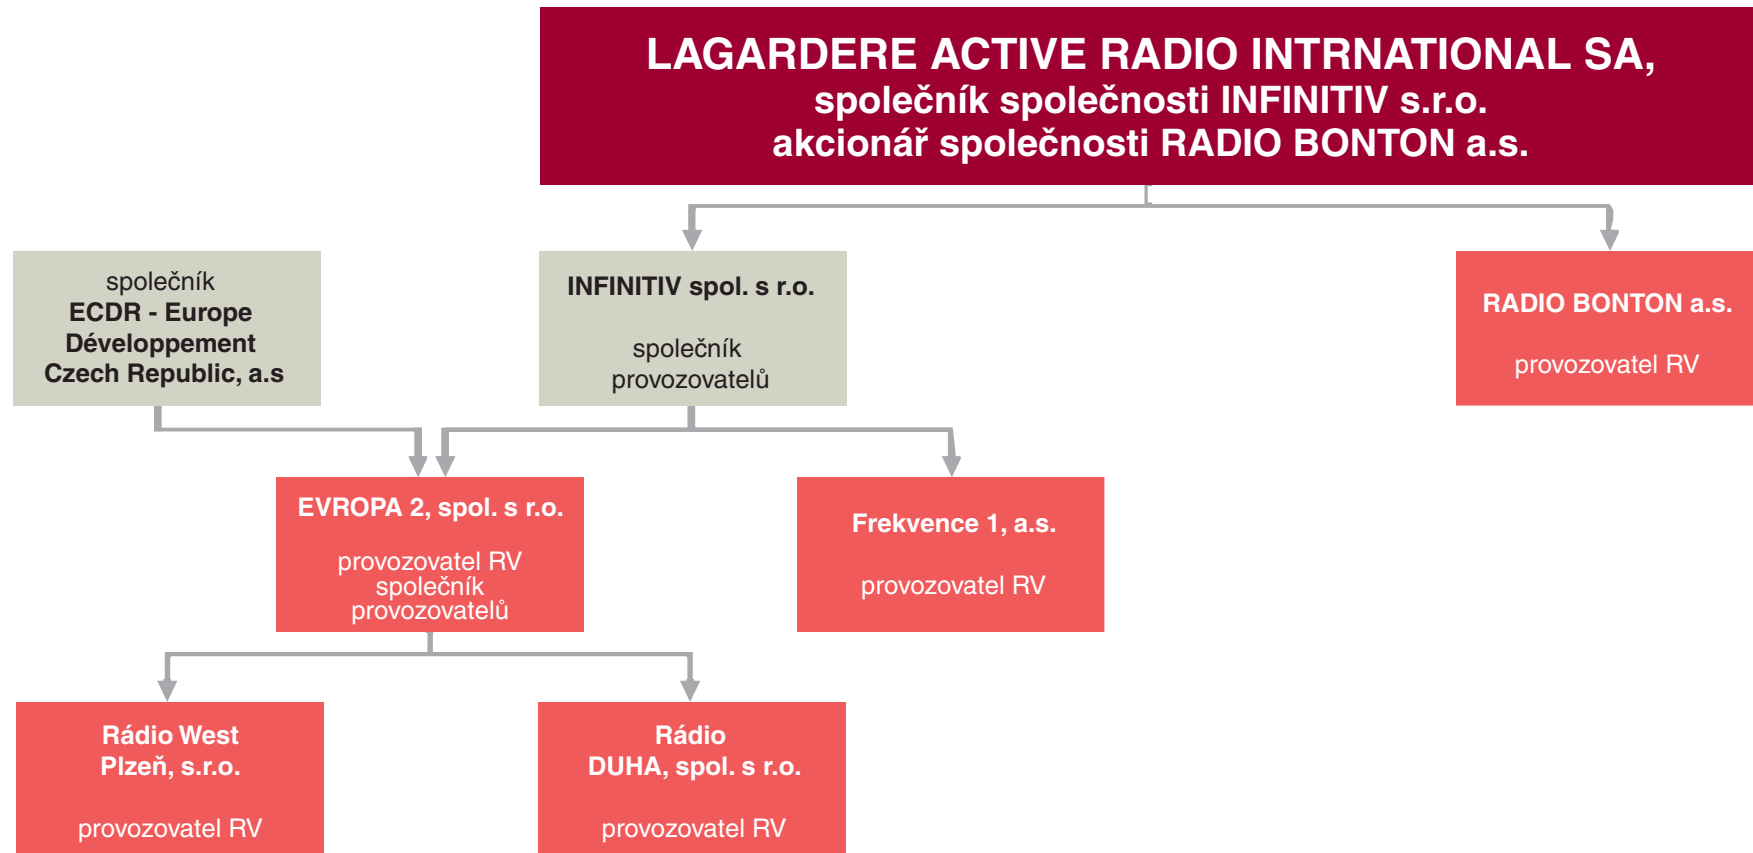 LAGARDERE ACTIVE RADIO INTRNATIONAL SA,
společník společnosti INFINITIV s.r.o.
akcionář společnosti RADIO BONTON a.s.
společník
ECDR - Europe
Développement
Czech Republic, a.s
INFINITIV spol. s r.o.
společník
provozovatelů
RADIO BONTON a.s.
provozovatel RV
EVROPA 2, spol. s r.o.
provozovatel RV
společník
provozovatelů
Frekvence 1, a.s.
provozovatel RV
Rádio West
Plzeň, s.r.o.
provozovatel RV
Rádio
DUHA, spol. s r.o.
provozovatel RV